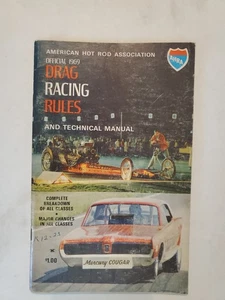 AMERICAN HOT ROD ASSOCIATION
OFFICIAL 1969
DRAG
RACING
RULES
AND TECHNICAL MANUAL
AHRA
COMPLETE
BREAKDOWN
OF ALL CLASSES
MAJOR CHANGES
IN ALL CLASSES
$1.00
Mercury COUGAR